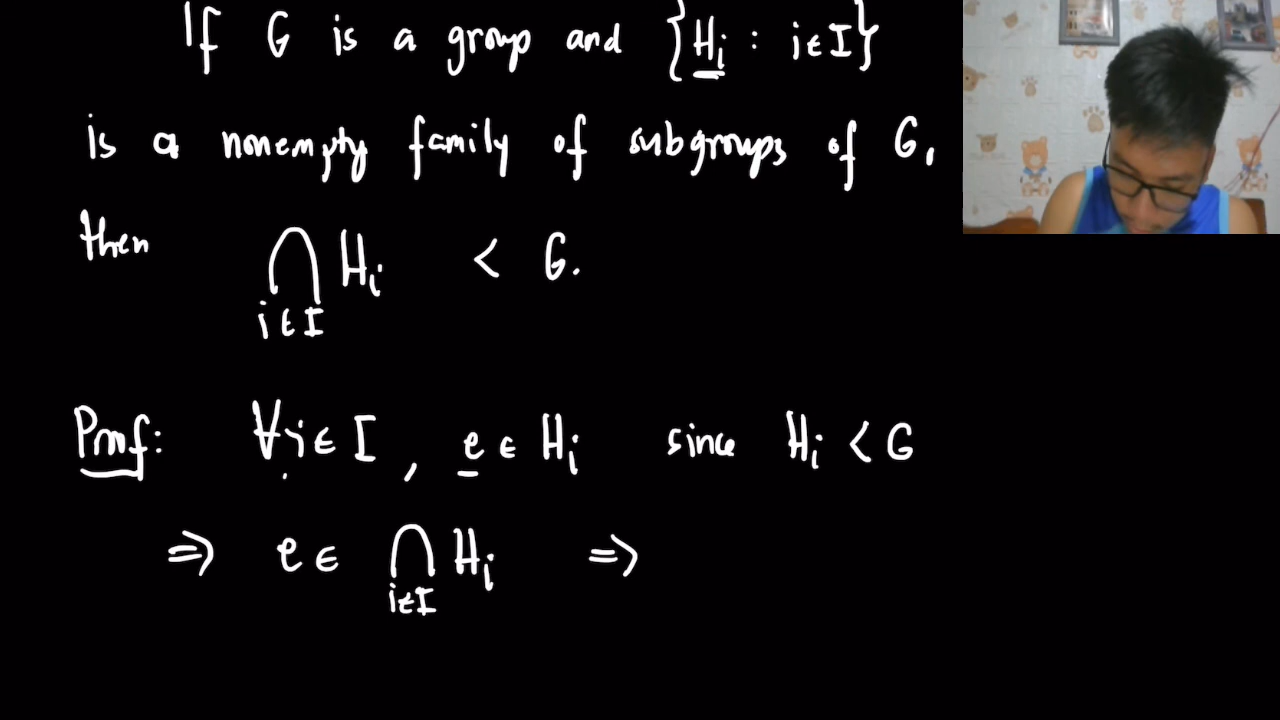 If G is a group and {H_i : i∈I}
is a nonempty family of subgroups of G,
then ⋂_{i∈I} H_i < G.
Proof: ∀i∈I, e∈H_i since H_i<G
⇒ e∈ ⋂_{i∈I} H_i ⇒